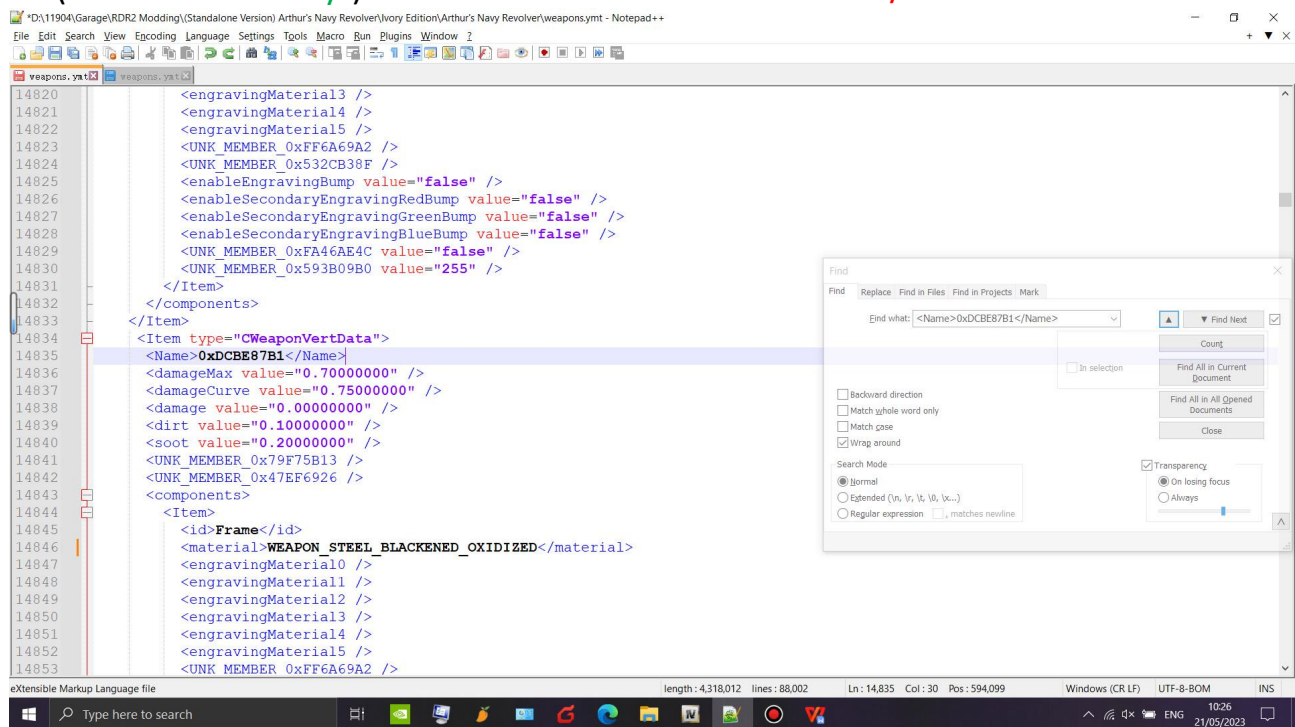 *D:\11904\Garage\RDR2 Modding\(Standalone Version) Arthur's Navy Revolver\Ivory Edition\Arthur's Navy Revolver\weapons.ymt - Notepad++
File Edit Search View Encoding Language Settings Tools Macro Run Plugins Window ?
weapons.ymt weapons.ymt
14820 <engravingMaterial3 />
14821 <engravingMaterial4 />
14822 <engravingMaterial5 />
14823 <UNK_MEMBER_0xFF6A69A2 />
14824 <UNK_MEMBER_0x532CB38F />
14825 <enableEngravingBump value="false" />
14826 <enableSecondaryEngravingRedBump value="false" />
14827 <enableSecondaryEngravingGreenBump value="false" />
14828 <enableSecondaryEngravingBlueBump value="false" />
14829 <UNK_MEMBER_0xFA46AE4C value="false" />
14830 <UNK_MEMBER_0x593B09B0 value="255" />
14831 </Item>
14832 </components>
14833 </Item>
14834 <Item type="CWeaponVertData">
14835 <Name>0xDCBE87B1</Name>
14836 <damageMax value="0.70000000" />
14837 <damageCurve value="0.75000000" />
14838 <damage value="0.00000000" />
14839 <dirt value="0.10000000" />
14840 <soot value="0.20000000" />
14841 <UNK_MEMBER_0x79F75B13 />
14842 <UNK_MEMBER_0x47EF6926 />
14843 <components>
14844 <Item>
14845 <id>Frame</id>
14846 <material>WEAPON_STEEL_BLACKENED_OXIDIZED</material>
14847 <engravingMaterial0 />
14848 <engravingMaterial1 />
14849 <engravingMaterial2 />
14850 <engravingMaterial3 />
14851 <engravingMaterial4 />
14852 <engravingMaterial5 />
14853 <UNK_MEMBER_0xFF6A69A2 />
Find
Find Replace Find in Files Find in Projects Mark
Find what: <Name>0xDCBE87B1</Name>
▲ ▼ Find Next
Count
In selection
Find All in Current Document
Find All in All Opened Documents
Close
Backward direction
Match whole word only
Match case
Wrap around
Search Mode
Normal
Extended (\n, \r, \t, \0, \x...)
Regular expression . matches newline
Transparency
On losing focus
Always
eXtensible Markup Language file length : 4,318,012 lines : 88,002 Ln : 14,835 Col : 30 Pos : 594,099 Windows (CR LF) UTF-8-BOM INS
Type here to search
ENG 10:26
21/05/2023